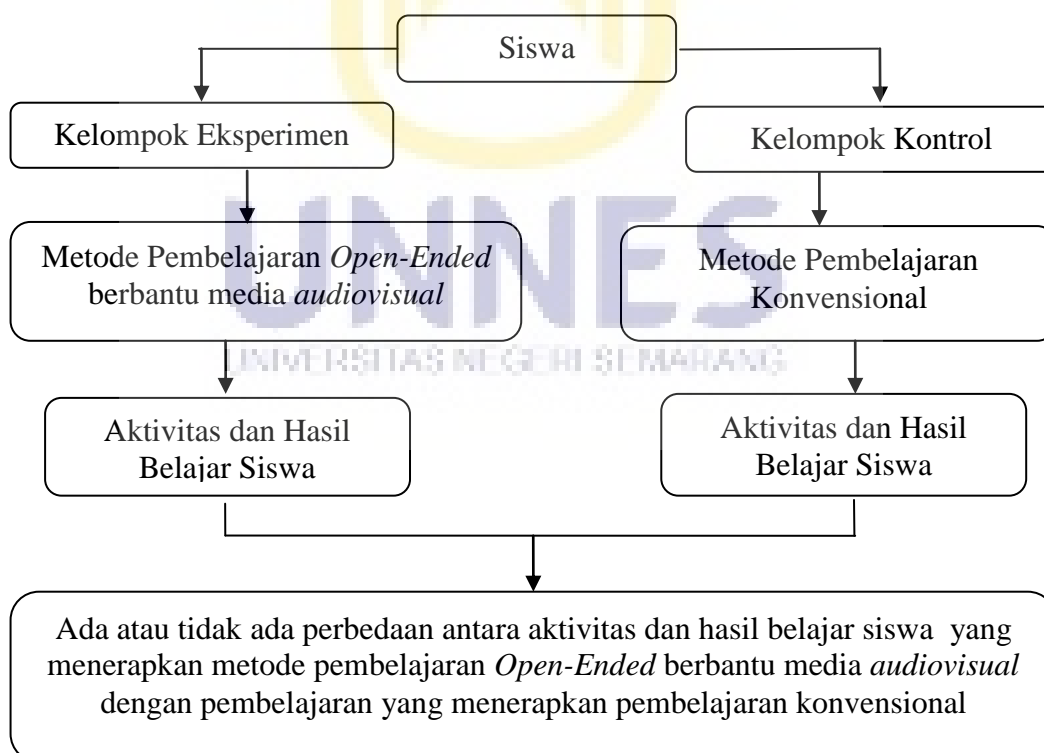 Siswa
Kelompok Eksperimen
Kelompok Kontrol
Metode Pembelajaran Open-Ended
berbantu media audiovisual
Metode Pembelajaran
Konvensional
UNNES
UNIVERSITAS NEGERI SEMARANG
Aktivitas dan Hasil
Belajar Siswa
Aktivitas dan Hasil
Belajar Siswa
Ada atau tidak ada perbedaan antara aktivitas dan hasil belajar siswa yang
menerapkan metode pembelajaran Open-Ended berbantu media audiovisual
dengan pembelajaran yang menerapkan pembelajaran konvensional